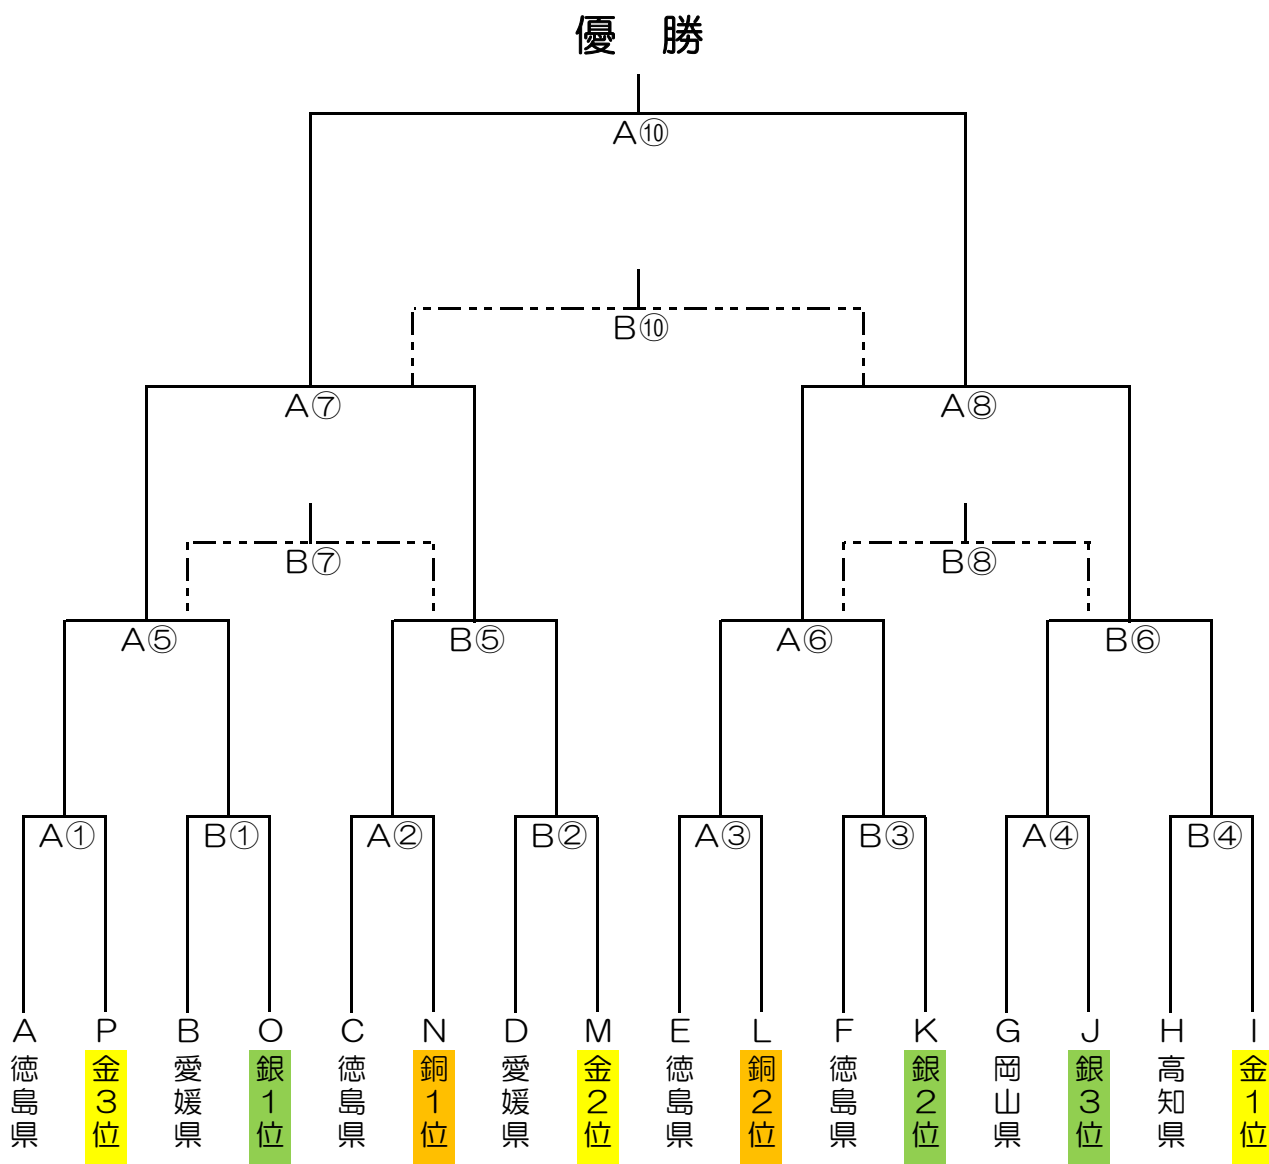 優　勝
A⑩
B⑩
A⑦
A⑧
B⑦
B⑧
A⑤
B⑤
A⑥
B⑥
A①
B①
A②
B②
A③
B③
A④
B④
A
P
B
O
C
N
D
M
E
L
F
K
G
J
H
I
徳島県
金3位
愛媛県
銀1位
徳島県
銅1位
愛媛県
金2位
徳島県
銅2位
徳島県
銀2位
岡山県
銀3位
高知県
金1位